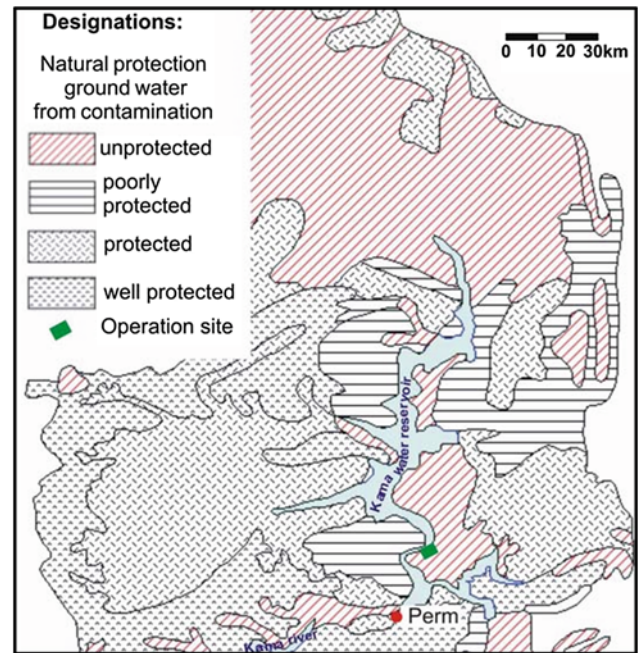 Designations:
Natural protection
ground water
from contamination
unprotected
poorly
protected
protected
well protected
Operation site
0 10 20 30km
Kama water reservoir
Perm
Kama river